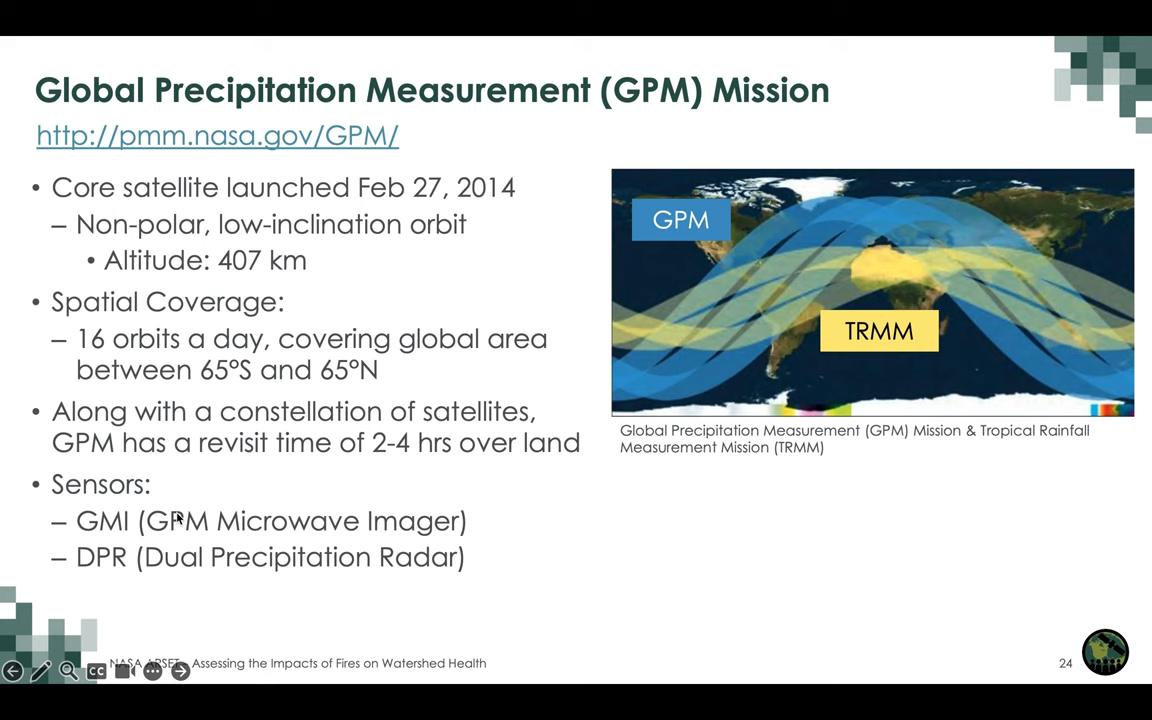 Global Precipitation Measurement (GPM) Mission
http://pmm.nasa.gov/GPM/
• Core satellite launched Feb 27, 2014
– Non-polar, low-inclination orbit
• Altitude: 407 km
• Spatial Coverage:
– 16 orbits a day, covering global area
between 65°S and 65°N
• Along with a constellation of satellites,
GPM has a revisit time of 2-4 hrs over land
• Sensors:
– GMI (GPM Microwave Imager)
– DPR (Dual Precipitation Radar)
GPM
TRMM
Global Precipitation Measurement (GPM) Mission & Tropical Rainfall
Measurement Mission (TRMM)
CC
NASA ARSET – Assessing the Impacts of Fires on Watershed Health
24